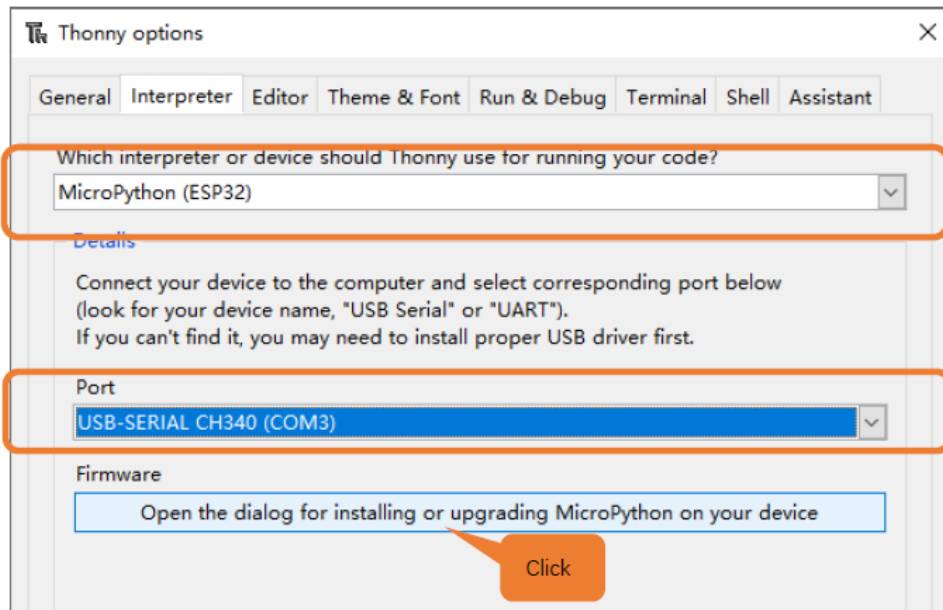 Thonny options
General Interpreter Editor Theme & Font Run & Debug Terminal Shell Assistant
Which interpreter or device should Thonny use for running your code?
MicroPython (ESP32)
Details
Connect your device to the computer and select corresponding port below
(look for your device name, "USB Serial" or "UART").
If you can't find it, you may need to install proper USB driver first.
Port
USB-SERIAL CH340 (COM3)
Firmware
Open the dialog for installing or upgrading MicroPython on your device
Click